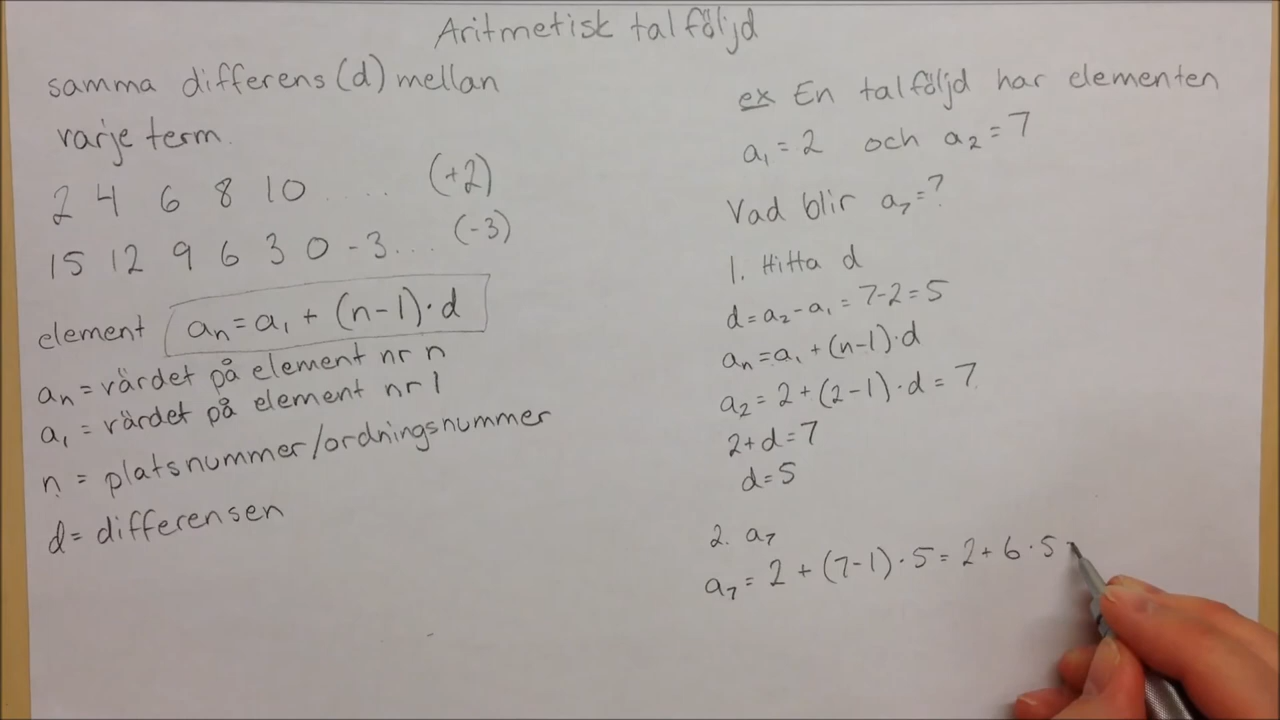 Aritmetisk talföljd
samma differens (d) mellan
varje term.
2 4 6 8 10 ..... (+2)
15 12 9 6 3 0 -3... (-3)
element aₙ = a₁ + (n-1)·d
aₙ = värdet på element nr n
a₁ = värdet på element nr 1
n = platsnummer/ordningsnummer
d = differensen
ex En talföljd har elementen
a₁ = 2 och a₂ = 7
Vad blir a₇ = ?
1. Hitta d
d = a₂ - a₁ = 7-2 = 5
aₙ = a₁ + (n-1)·d
a₂ = 2 + (2-1)·d = 7
2+d = 7
d = 5
2. a₇
a₇ = 2 + (7-1)·5 = 2 + 6·5